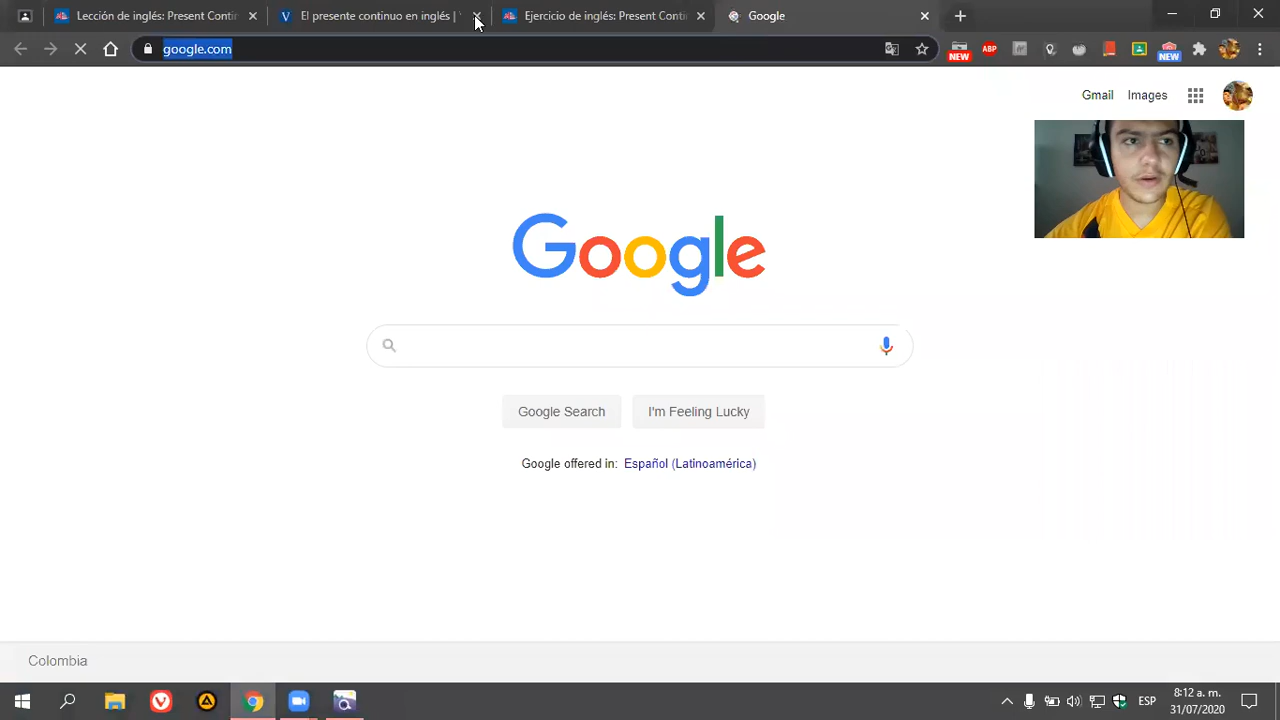 Lección de inglés: Present Contin
El presente continuo en inglés |
Ejercicio de inglés: Present Conti
Google
google.com
NEW
ABP
NEW
Gmail
Images
Google
Google Search
I'm Feeling Lucky
Google offered in: Español (Latinoamérica)
Colombia
ESP
8:12 a. m.
31/07/2020